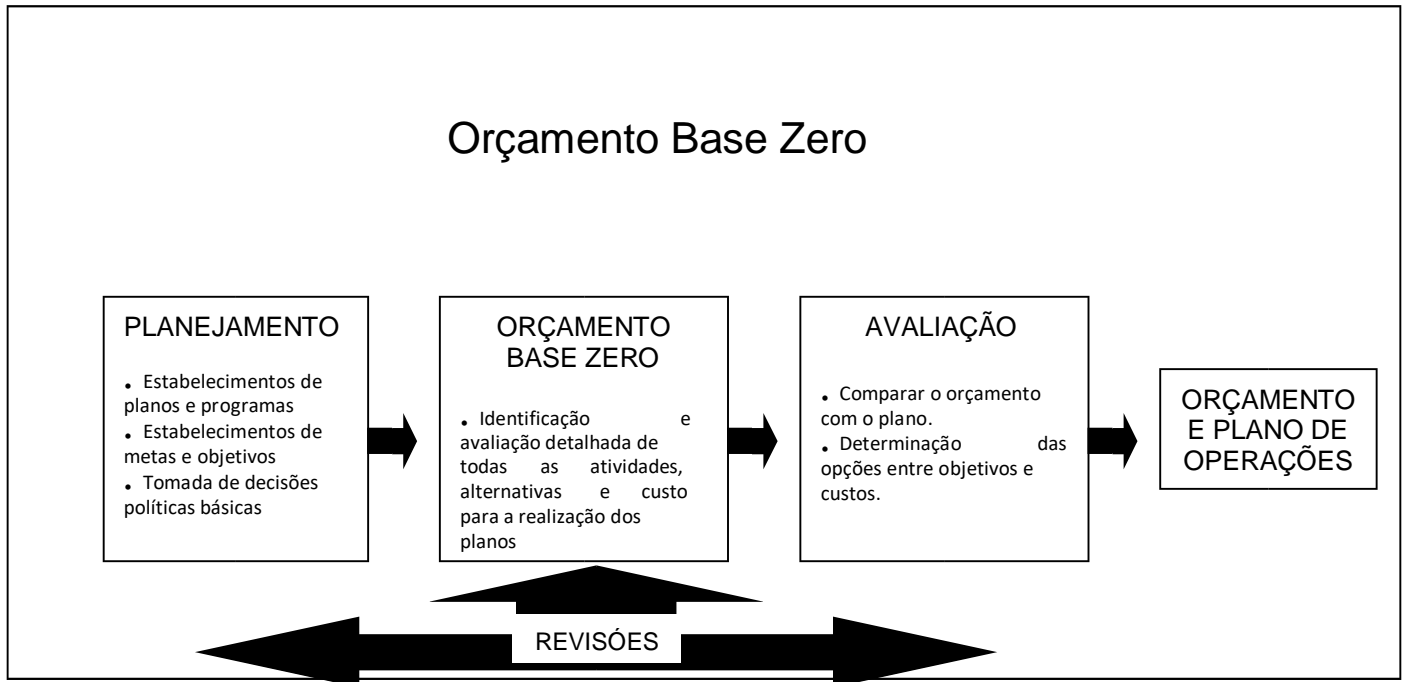 Orçamento Base Zero
PLANEJAMENTO
. Estabelecimentos de
planos e programas
. Estabelecimentos de
metas e objetivos
. Tomada de decisões
políticas básicas
ORÇAMENTO
BASE ZERO
. Identificação e
avaliação detalhada de
todas as atividades,
alternativas e custo
para a realização dos
planos
AVALIAÇÃO
. Comparar o orçamento
com o plano.
. Determinação das
opções entre objetivos e
custos.
ORÇAMENTO
E PLANO DE
OPERAÇÕES
REVISÓES